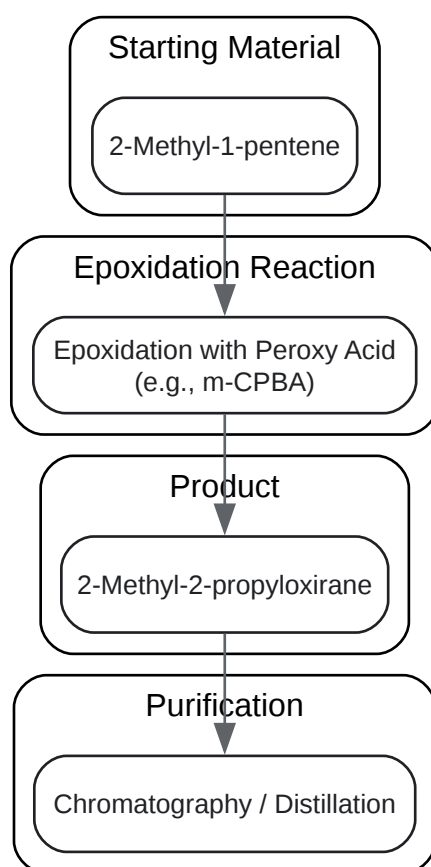 Starting Material
2-Methyl-1-pentene
Epoxidation Reaction
Epoxidation with Peroxy Acid
(e.g., m-CPBA)
Product
2-Methyl-2-propyloxirane
Purification
Chromatography / Distillation